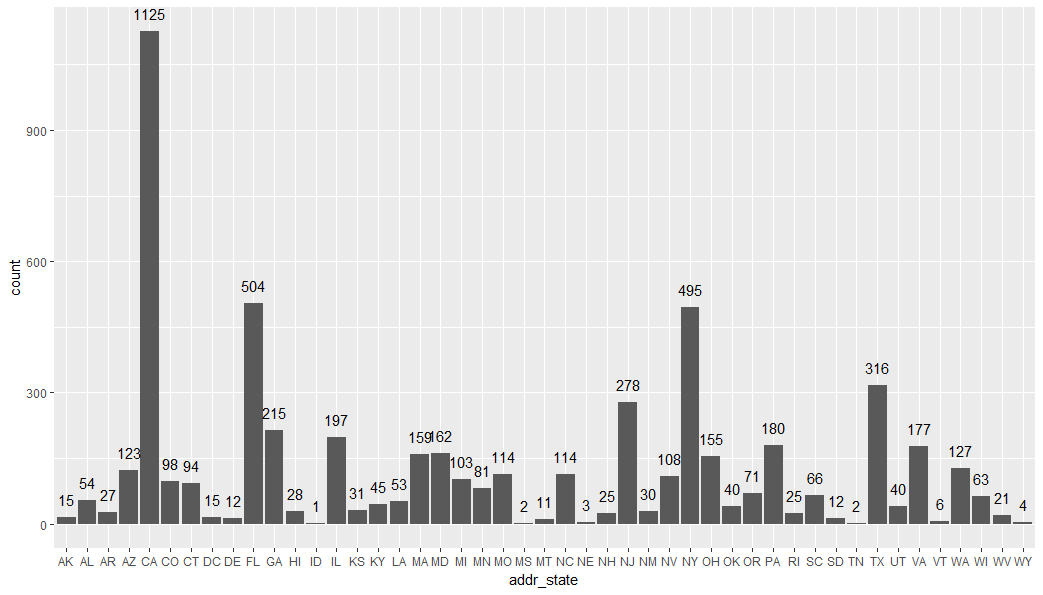 1125
900
600
300
0
count
15 54 27 123 98 94 15 12 504 215 28 1 197 31 45 53 159 162 103 81 114 2 11 114 3 25 278 30 108 495 155 40 71 180 25 66 12 2 316 40 177 6 127 63 21 4
AK AL AR AZ CA CO CT DC DE FL GA HI ID IL KS KY LA MA MD MI MN MO MS MT NC NE NH NJ NM NV NY OH OK OR PA RI SC SD TN TX UT VA VT WA WI WV WY
addr_state